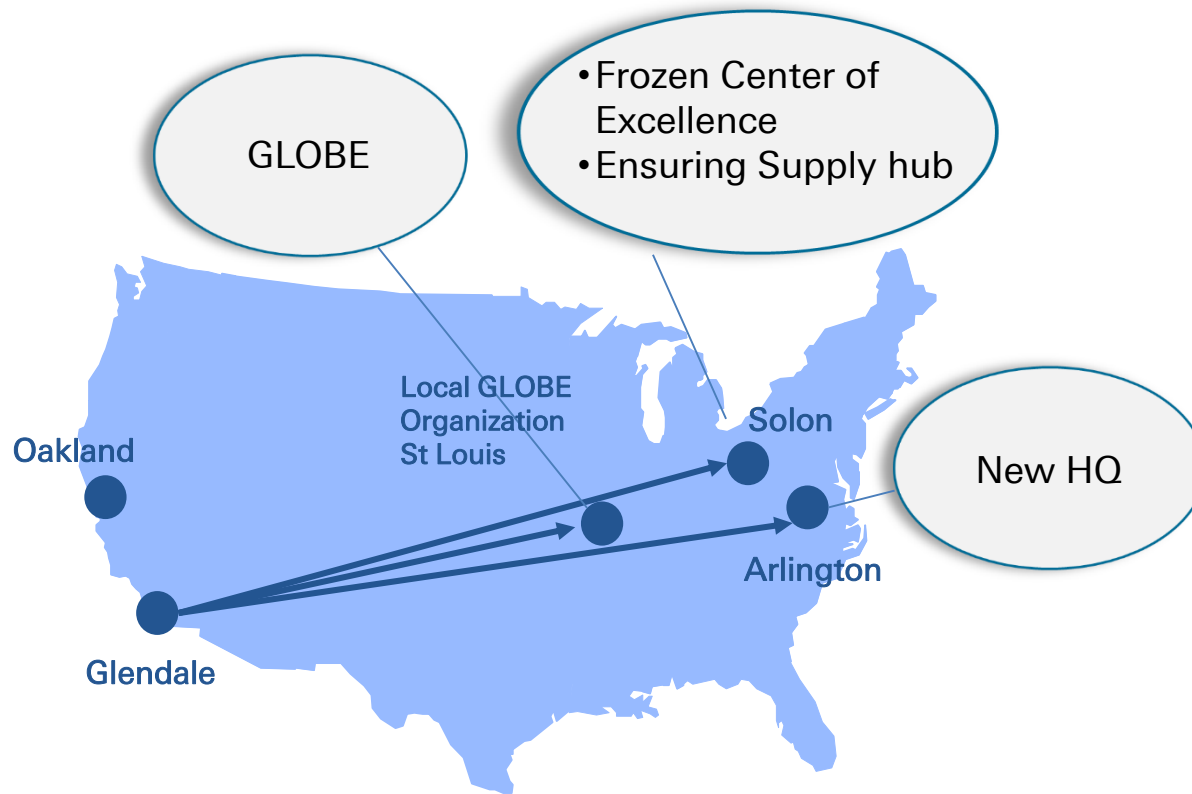 GLOBE
•Frozen Center of
Excellence
•Ensuring Supply hub
Local GLOBE
Organization
St Louis
Solon
Oakland
New HQ
Arlington
Glendale